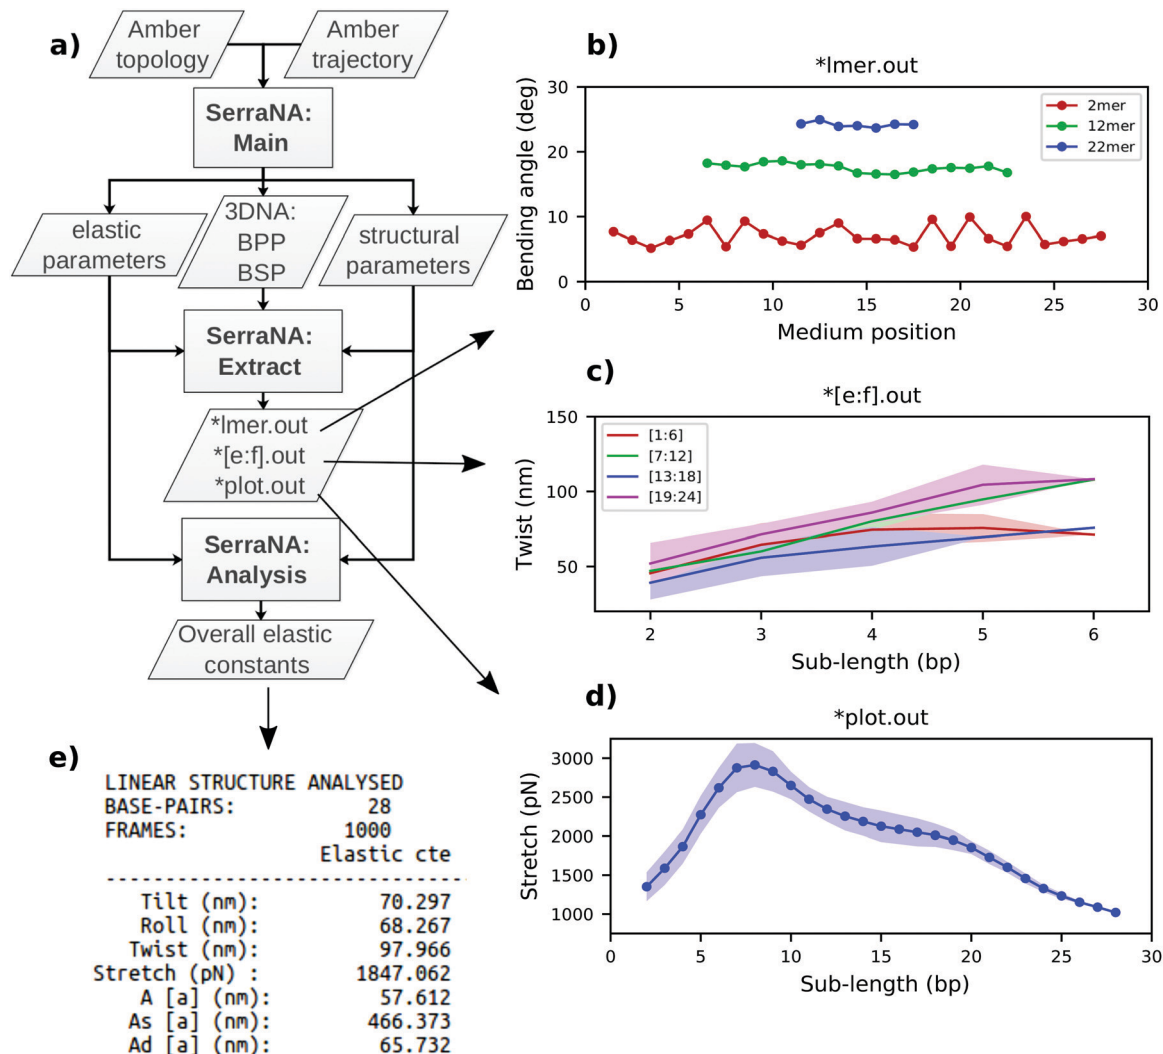 a)
Amber
topology
Amber
trajectory
SerraNA:
Main
elastic
parameters
3DNA:
BPP
BSP
structural
parameters
SerraNA:
Extract
*lmer.out
*[e:f].out
*plot.out
SerraNA:
Analysis
Overall elastic
constants
b)
*lmer.out
Bending angle (deg)
30
20
10
0
2mer
12mer
22mer
0 5 10 15 20 25 30
Medium position
c)
*[e:f].out
Twist (nm)
150
100
50
[1:6]
[7:12]
[13:18]
[19:24]
2 3 4 5 6
Sub-length (bp)
d)
*plot.out
Stretch (pN)
3000
2500
2000
1500
1000
0 5 10 15 20 25 30
Sub-length (bp)
e)
LINEAR STRUCTURE ANALYSED
BASE-PAIRS: 28
FRAMES: 1000
Elastic cte
--------------------------------
Tilt (nm): 70.297
Roll (nm): 68.267
Twist (nm): 97.966
Stretch (pN) : 1847.062
A [a] (nm): 57.612
As [a] (nm): 466.373
Ad [a] (nm): 65.732